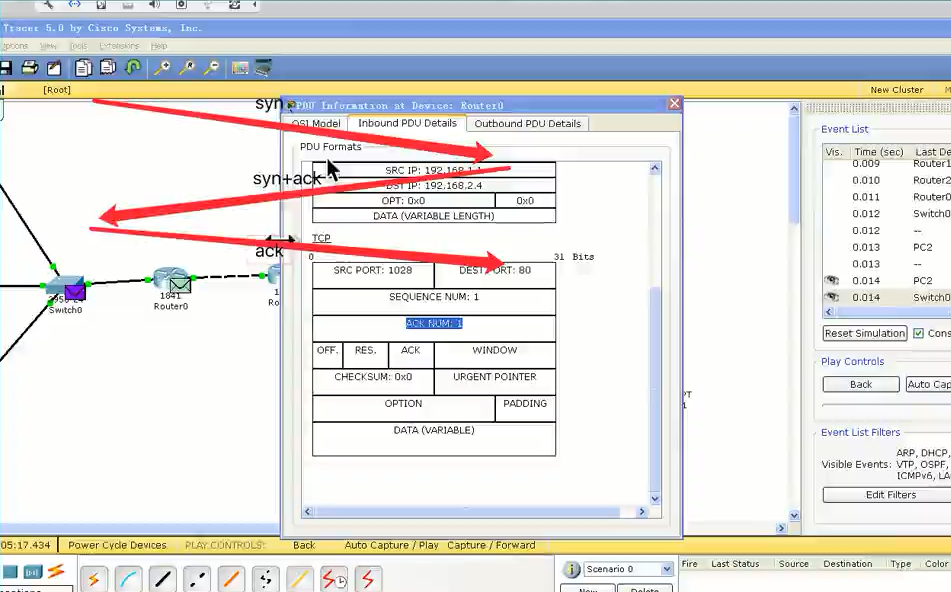 Tracer 5.0 by Cisco Systems, Inc.
Options View Tools Extensions Help
[Root] New Cluster
syn
PDU Information at Device: Router0
OSI Model Inbound PDU Details Outbound PDU Details
PDU Formats
SRC IP: 192.168.1.1
syn+ack
DST IP: 192.168.2.4
OPT: 0x0 0x0
DATA (VARIABLE LENGTH)
TCP
ack
0 31 Bits
SRC PORT: 1028 DEST PORT: 80
SEQUENCE NUM: 1
ACK NUM: 1
OFF. RES. ACK WINDOW
CHECKSUM: 0x0 URGENT POINTER
OPTION PADDING
DATA (VARIABLE)
Switch0
1841
Router0
Event List
Vis. Time (sec) Last De
0.009 Router1
0.010 Router2
0.011 Router0
0.012 Switch0
0.012 --
0.013 PC2
0.013 --
0.014 PC2
0.014 Switch0
Reset Simulation Cons
Play Controls
Back Auto Cap
Event List Filters
ARP, DHCP,
Visible Events: VTP, OSPF,
ICMPv6, LA
Edit Filters
05:17.434 Power Cycle Devices PLAY CONTROLS: Back Auto Capture / Play Capture / Forward
Scenario 0
New Delete
Fire Last Status Source Destination Type Color